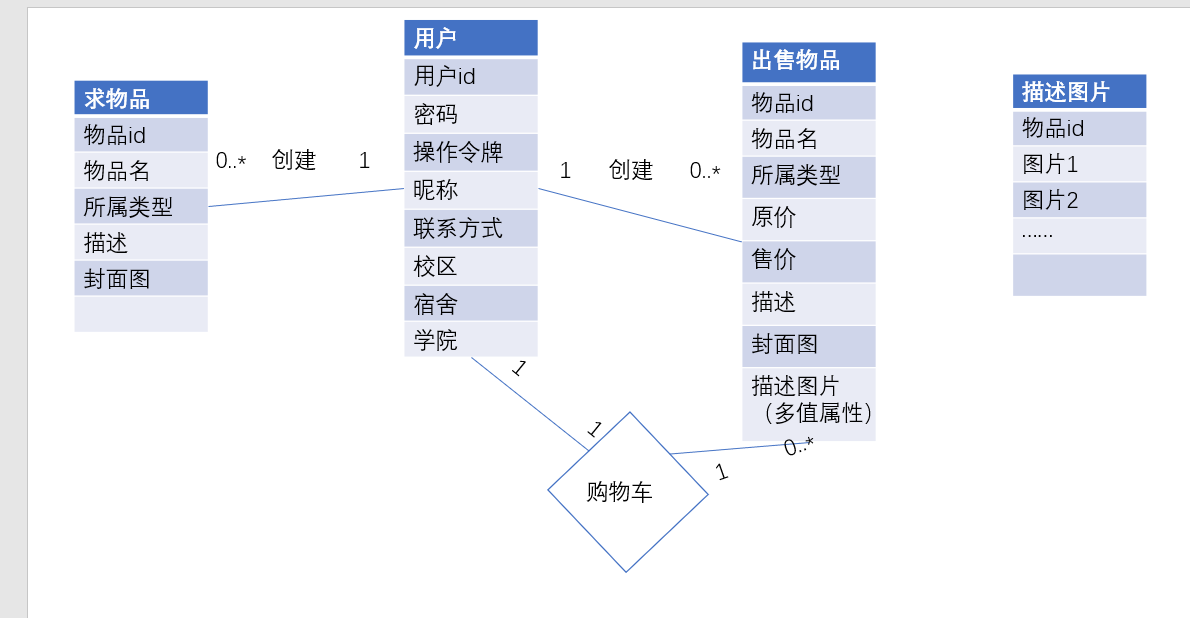 求物品
物品id
物品名
所属类型
描述
封面图
0..*
创建
1
用户
用户id
密码
操作令牌
昵称
联系方式
校区
宿舍
学院
1
创建
0..*
出售物品
物品id
物品名
所属类型
原价
售价
描述
封面图
描述图片
（多值属性）
描述图片
物品id
图片1
图片2
……
1
1
购物车
1
0..*